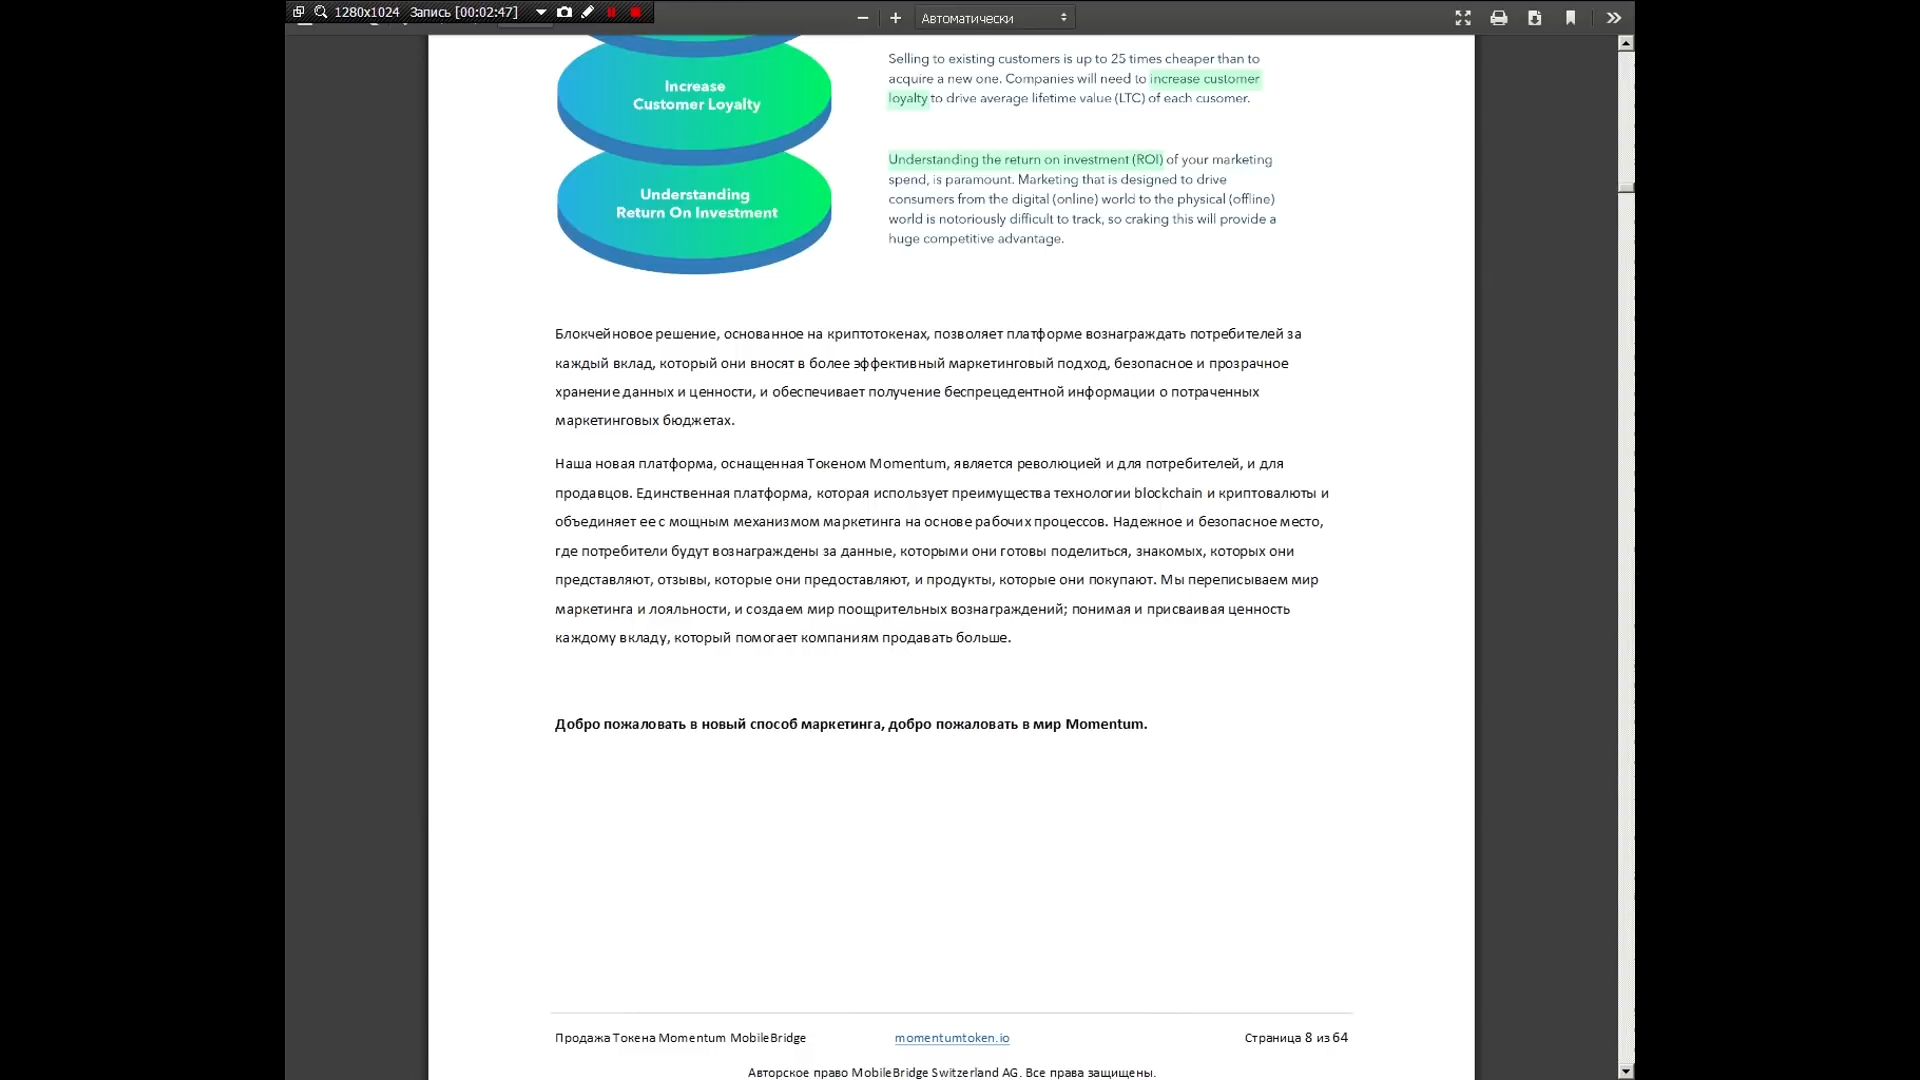 1280x1024 Запись [00:02:47]
Автоматически
Increase
Customer Loyalty
Selling to existing customers is up to 25 times cheaper than to
acquire a new one. Companies will need to increase customer
loyalty to drive average lifetime value (LTC) of each cusomer.
Understanding
Return On Investment
Understanding the return on investment (ROI) of your marketing
spend, is paramount. Marketing that is designed to drive
consumers from the digital (online) world to the physical (offline)
world is notoriously difficult to track, so craking this will provide a
huge competitive advantage.
Блокчейновое решение, основанное на криптотокенах, позволяет платформе вознаграждать потребителей за
каждый вклад, который они вносят в более эффективный маркетинговый подход, безопасное и прозрачное
хранение данных и ценности, и обеспечивает получение беспрецедентной информации о потраченных
маркетинговых бюджетах.
Наша новая платформа, оснащенная Токеном Momentum, является революцией и для потребителей, и для
продавцов. Единственная платформа, которая использует преимущества технологии blockchain и криптовалюты и
объединяет ее с мощным механизмом маркетинга на основе рабочих процессов. Надежное и безопасное место,
где потребители будут вознаграждены за данные, которыми они готовы поделиться, знакомых, которых они
представляют, отзывы, которые они предоставляют, и продукты, которые они покупают. Мы переписываем мир
маркетинга и лояльности, и создаем мир поощрительных вознаграждений; понимая и присваивая ценность
каждому вкладу, который помогает компаниям продавать больше.
Добро пожаловать в новый способ маркетинга, добро пожаловать в мир Momentum.
Продажа Токена Momentum MobileBridge momentumtoken.io Страница 8 из 64
Авторское право MobileBridge Switzerland AG. Все права защищены.